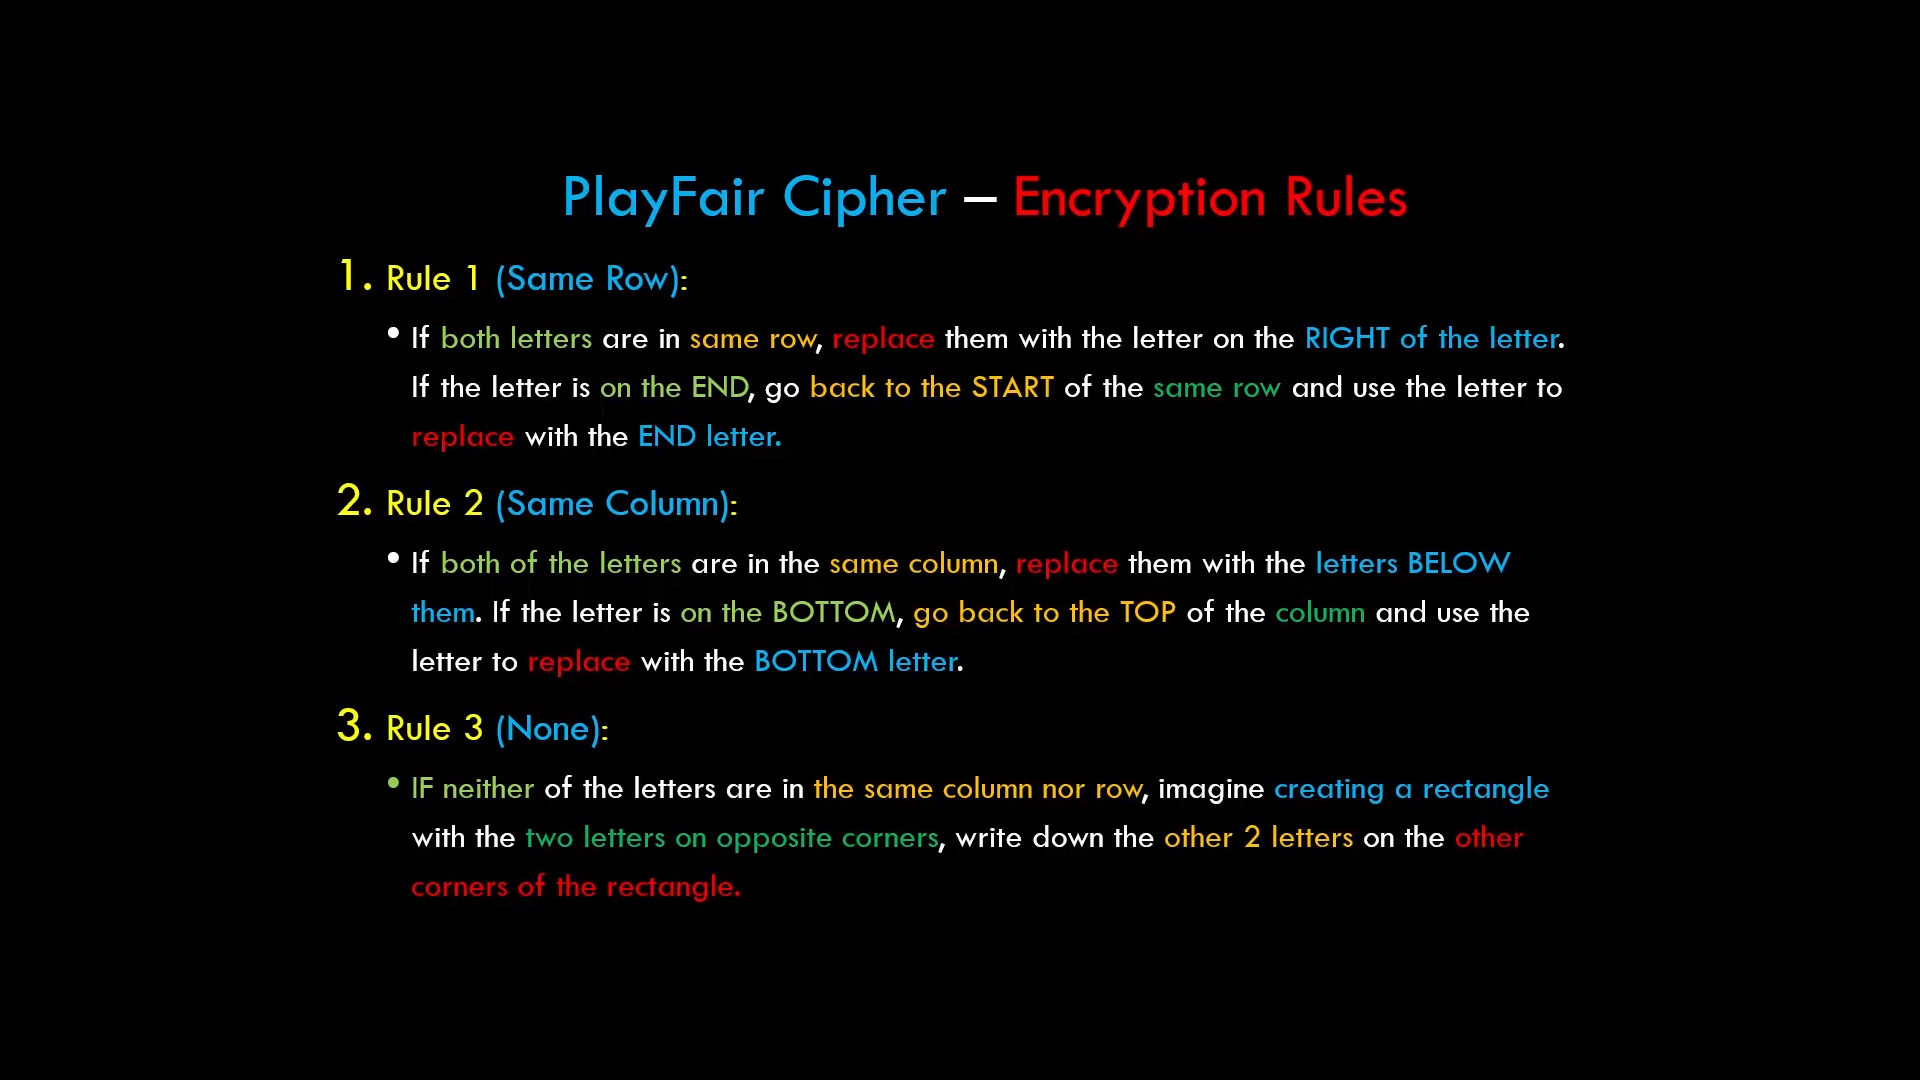 PlayFair Cipher – Encryption Rules
1. Rule 1 (Same Row):
• If both letters are in same row, replace them with the letter on the RIGHT of the letter.
If the letter is on the END, go back to the START of the same row and use the letter to
replace with the END letter.
2. Rule 2 (Same Column):
• If both of the letters are in the same column, replace them with the letters BELOW
them. If the letter is on the BOTTOM, go back to the TOP of the column and use the
letter to replace with the BOTTOM letter.
3. Rule 3 (None):
• IF neither of the letters are in the same column nor row, imagine creating a rectangle
with the two letters on opposite corners, write down the other 2 letters on the other
corners of the rectangle.